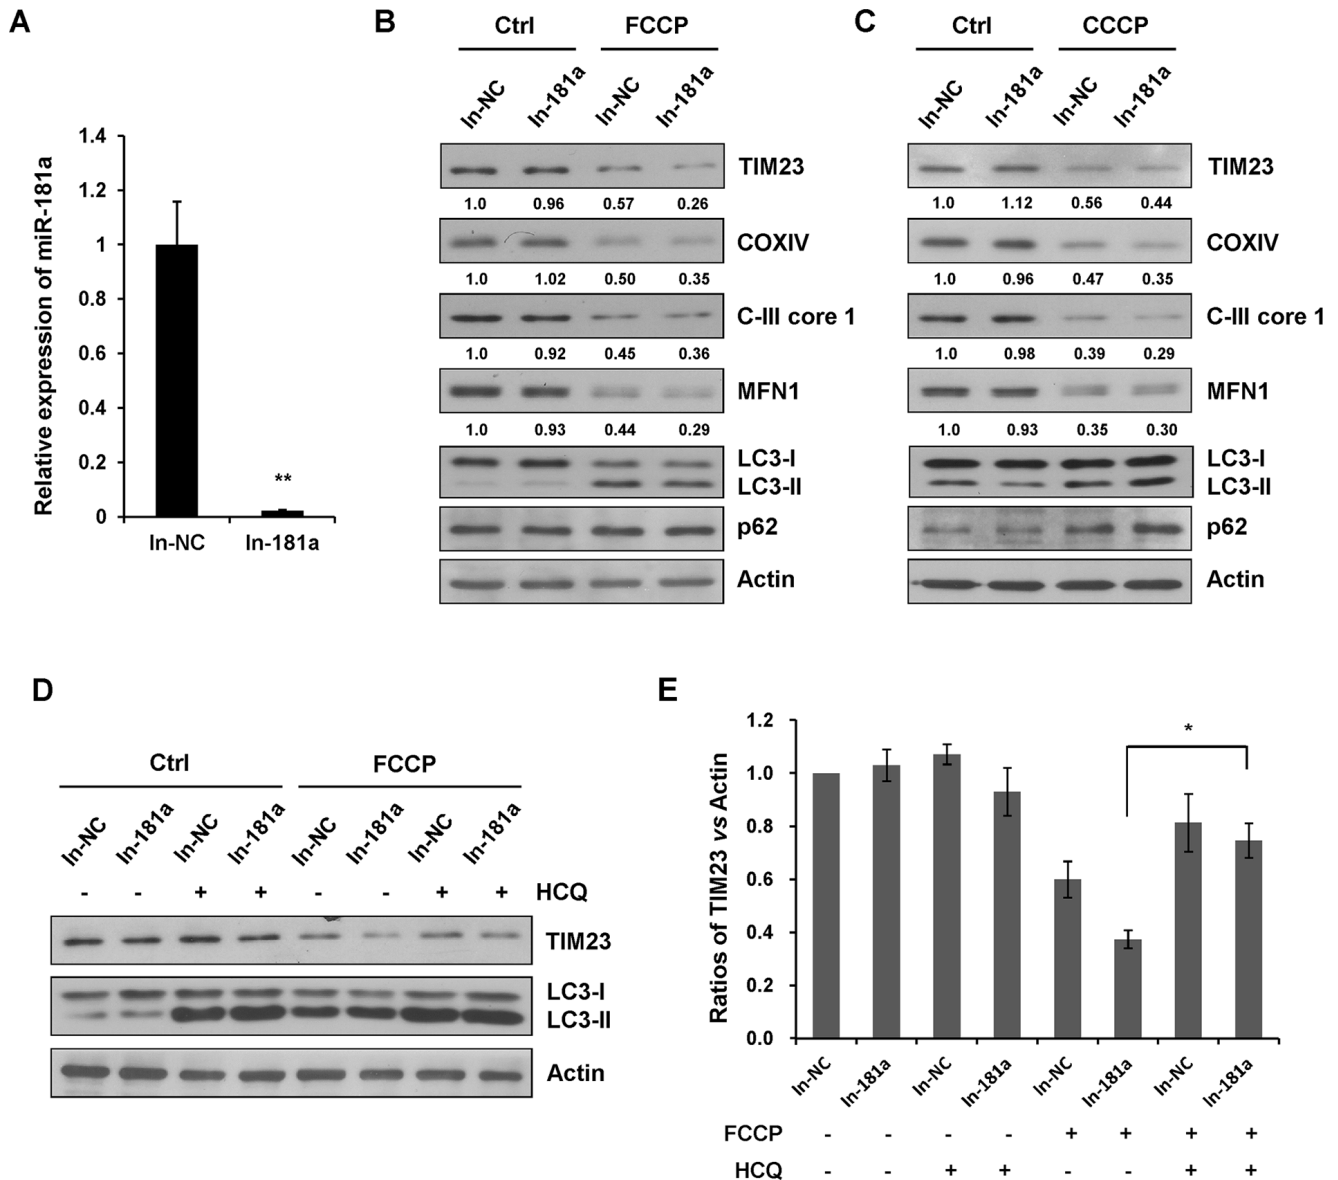 A
Relative expression of miR-181a
1.4
1.2
1
0.8
0.6
0.4
0.2
0
**
In-NC In-181a
B
Ctrl FCCP
In-NC In-181a In-NC In-181a
TIM23
1.0 0.96 0.57 0.26
COXIV
1.0 1.02 0.50 0.35
C-III core 1
1.0 0.92 0.45 0.36
MFN1
1.0 0.93 0.44 0.29
LC3-I
LC3-II
p62
Actin
C
Ctrl CCCP
In-NC In-181a In-NC In-181a
TIM23
1.0 1.12 0.56 0.44
COXIV
1.0 0.96 0.47 0.35
C-III core 1
1.0 0.98 0.39 0.29
MFN1
1.0 0.93 0.35 0.30
LC3-I
LC3-II
p62
Actin
D
Ctrl FCCP
In-NC In-181a In-NC In-181a In-NC In-181a In-NC In-181a
- - + + - - + + HCQ
TIM23
LC3-I
LC3-II
Actin
E
Ratios of TIM23 vs Actin
1.2
1.0
0.8
0.6
0.4
0.2
0.0
*
In-NC In-181a In-NC In-181a In-NC In-181a In-NC In-181a
FCCP - - - - + + + +
HCQ - - + + - - + +